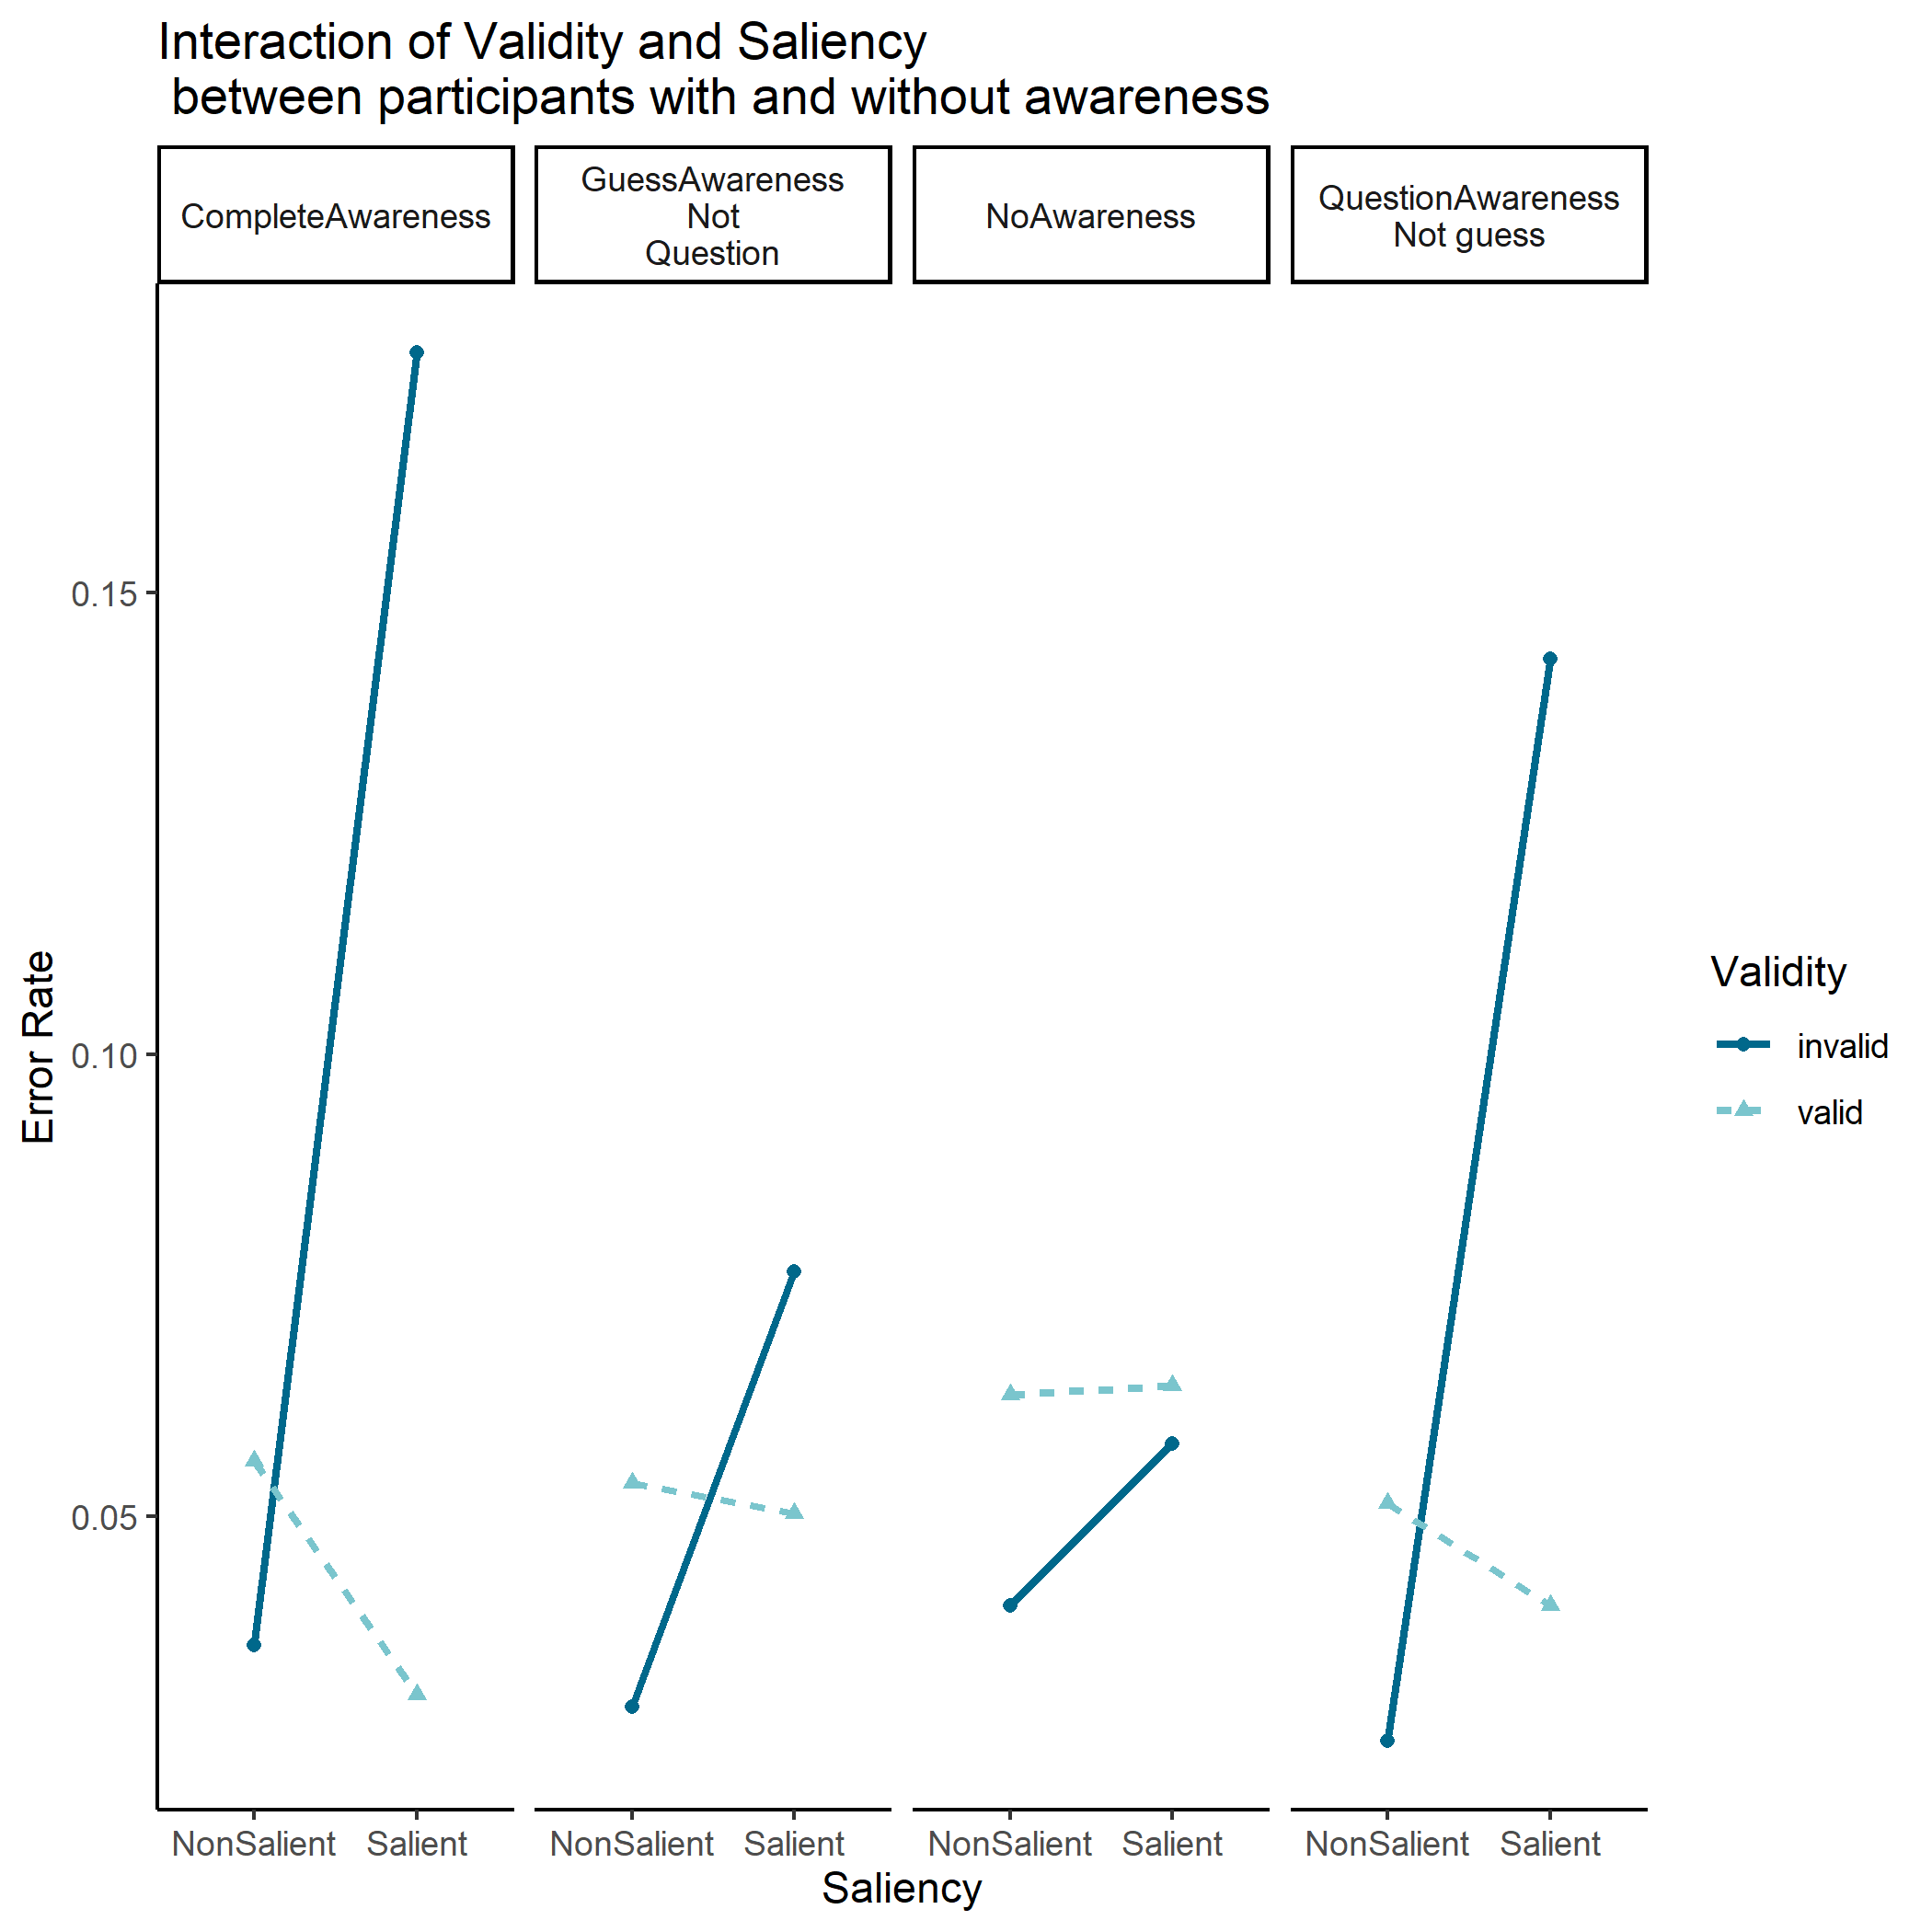 Interaction of Validity and Saliency
between participants with and without awareness
CompleteAwareness
GuessAwareness
Not
Question
NoAwareness
QuestionAwareness
Not guess
0.15
0.10
0.05
Error Rate
NonSalient Salient NonSalient Salient NonSalient Salient NonSalient Salient
Saliency
Validity
invalid
valid